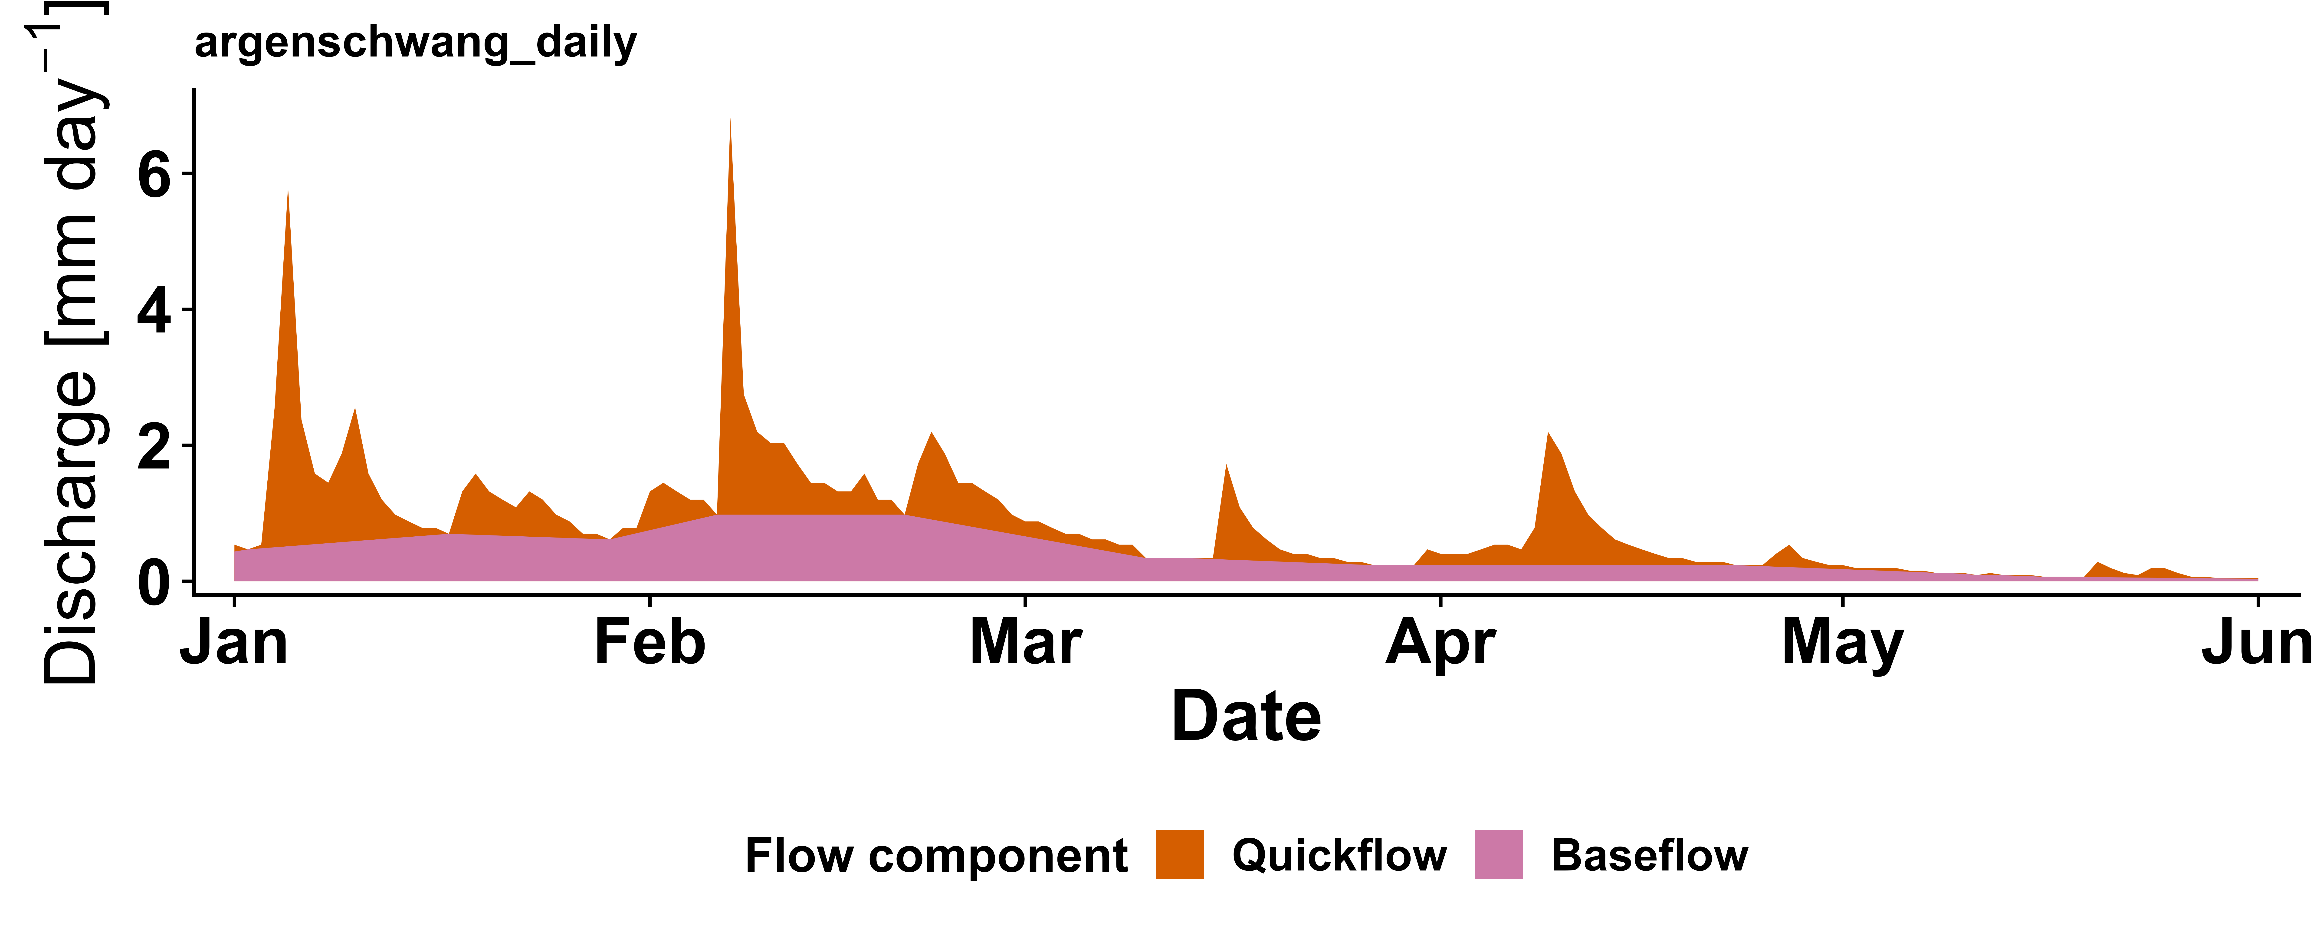 argenschwang_daily
Discharge [mm day⁻¹]
6
4
2
0
Jan Feb Mar Apr May Jun
Date
Flow component Quickflow Baseflow